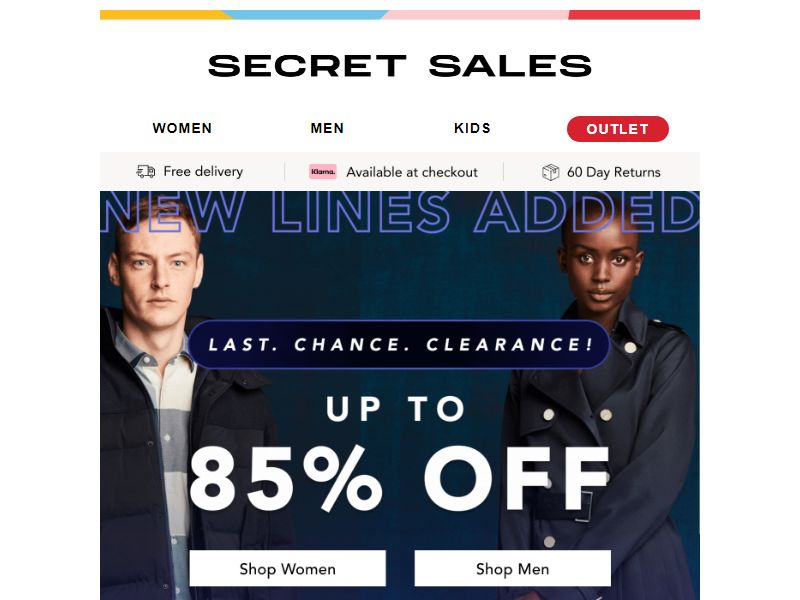 SECRET SALES
WOMEN MEN KIDS OUTLET
Free delivery Klarna. Available at checkout 60 Day Returns
NEW LINES ADDED
LAST. CHANCE. CLEARANCE!
UP TO
85% OFF
Shop Women Shop Men